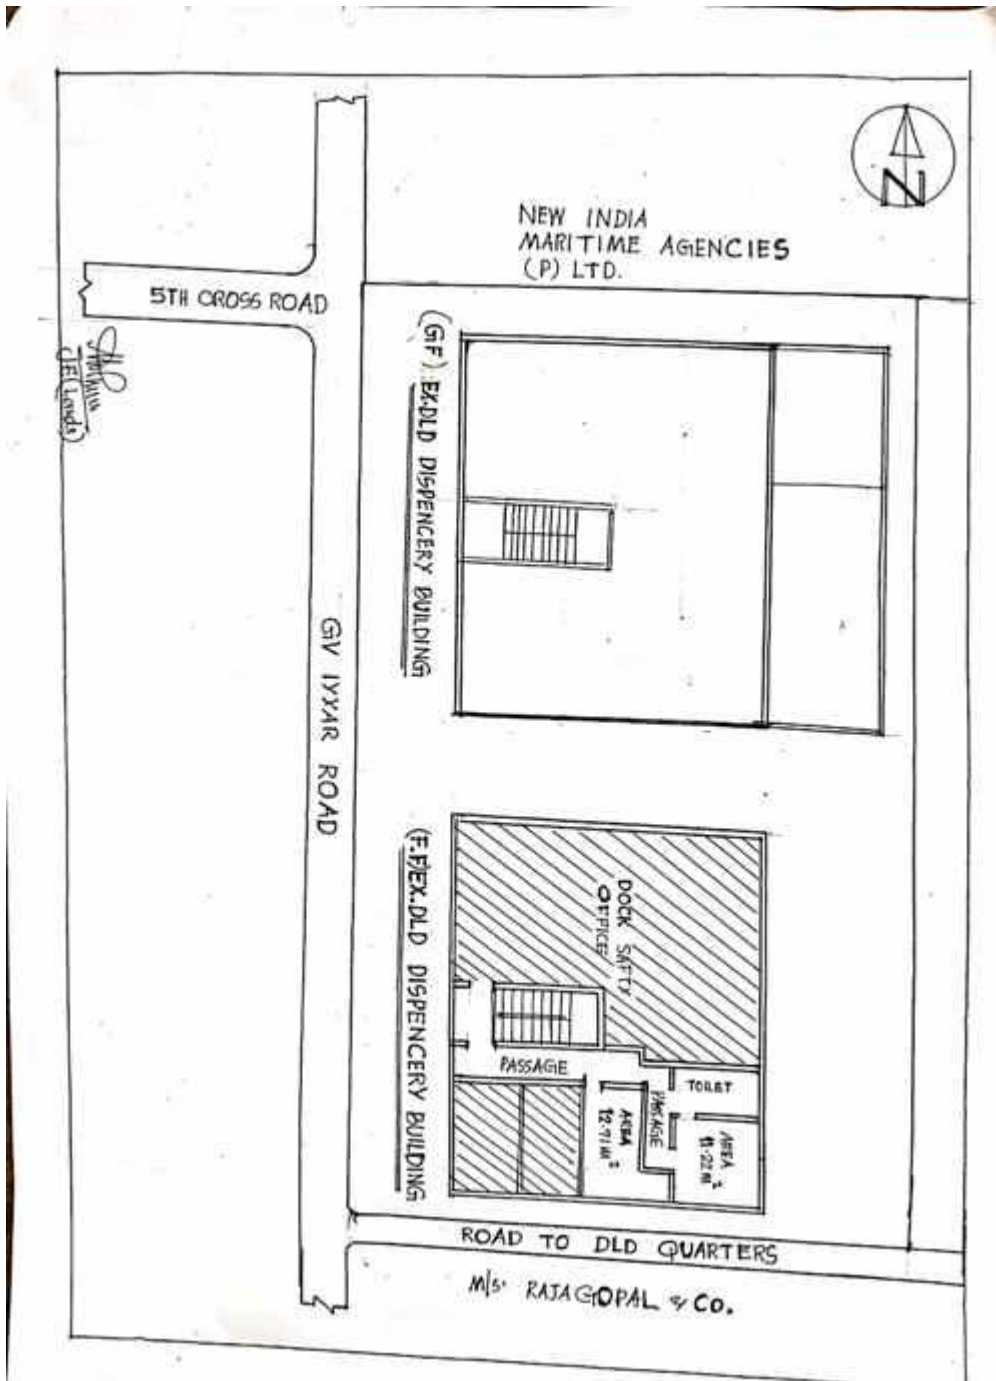 N
NEW INDIA
MARITIME AGENCIES
(P) LTD.
5TH CROSS ROAD
JE(Lands)
(GF) EX.DLD DISPENCERY BUILDING
GV IYYAR ROAD
(F.F)EX.DLD DISPENCERY BUILDING
DOCK SAFTY
OFFICE
PASSAGE
TOILET
PASSAGE
AREA
12.71 M²
AREA
11.22 M²
ROAD TO DLD QUARTERS
M/S. RAJAGOPAL & CO.